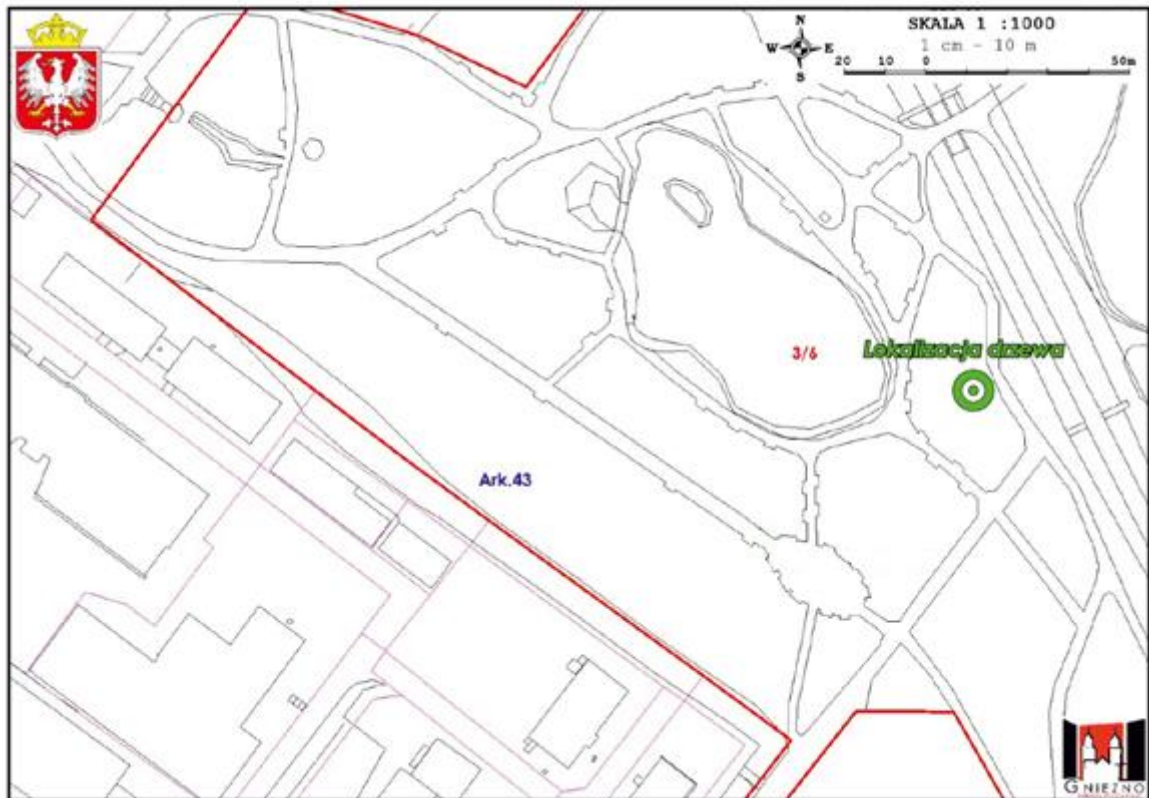 SKALA 1 :1000
1 cm - 10 m
N
W E
S
20 10 0 50m
3/6
Lokalizacja drzewa
Ark.43
GNIEZNO